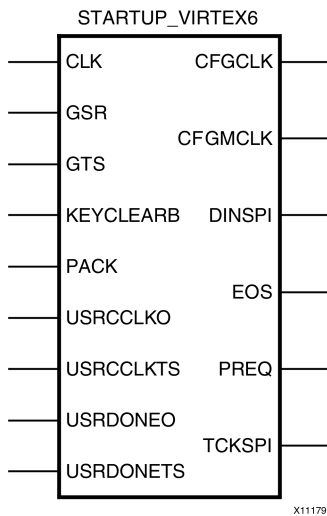 STARTUP_VIRTEX6
CLK
CFGCLK
GSR
CFGMCLK
GTS
KEYCLEARB
DINSPI
PACK
EOS
USRCCLKO
USRCCLKTS
PREQ
USRDONEO
TCKSPI
USRDONETS
X11179